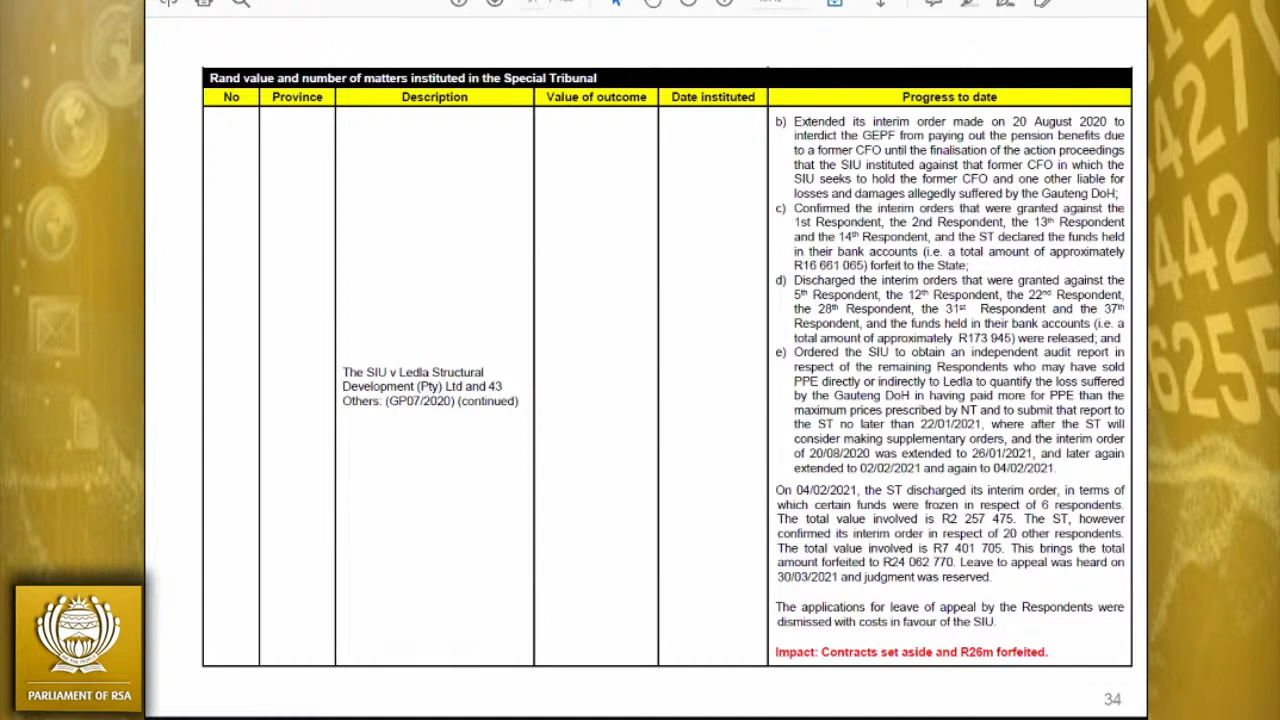 Rand value and number of matters instituted in the Special Tribunal
No Province Description Value of outcome Date instituted Progress to date
The SIU v Ledla Structural
Development (Pty) Ltd and 43
Others: (GP07/2020) (continued)
b) Extended its interim order made on 20 August 2020 to
interdict the GEPF from paying out the pension benefits due
to a former CFO until the finalisation of the action proceedings
that the SIU instituted against that former CFO in which the
SIU seeks to hold the former CFO and one other liable for
losses and damages allegedly suffered by the Gauteng DoH;
c) Confirmed the interim orders that were granted against the
1st Respondent, the 2nd Respondent, the 13th Respondent
and the 14th Respondent, and the ST declared the funds held
in their bank accounts (i.e. a total amount of approximately
R16 661 065) forfeit to the State;
d) Discharged the interim orders that were granted against the
5th Respondent, the 12th Respondent, the 22nd Respondent,
the 28th Respondent, the 31st Respondent and the 37th
Respondent, and the funds held in their bank accounts (i.e. a
total amount of approximately R173 945) were released; and
e) Ordered the SIU to obtain an independent audit report in
respect of the remaining Respondents who may have sold
PPE directly or indirectly to Ledla to quantify the loss suffered
by the Gauteng DoH in having paid more for PPE than the
maximum prices prescribed by NT and to submit that report to
the ST no later than 22/01/2021, where after the ST will
consider making supplementary orders, and the interim order
of 20/08/2020 was extended to 26/01/2021, and later again
extended to 02/02/2021 and again to 04/02/2021.
On 04/02/2021, the ST discharged its interim order, in terms of
which certain funds were frozen in respect of 6 respondents.
The total value involved is R2 257 475. The ST, however
confirmed its interim order in respect of 20 other respondents.
The total value involved is R7 401 705. This brings the total
amount forfeited to R24 062 770. Leave to appeal was heard on
30/03/2021 and judgment was reserved.
The applications for leave of appeal by the Respondents were
dismissed with costs in favour of the SIU.
Impact: Contracts set aside and R26m forfeited.
34
PARLIAMENT OF RSA